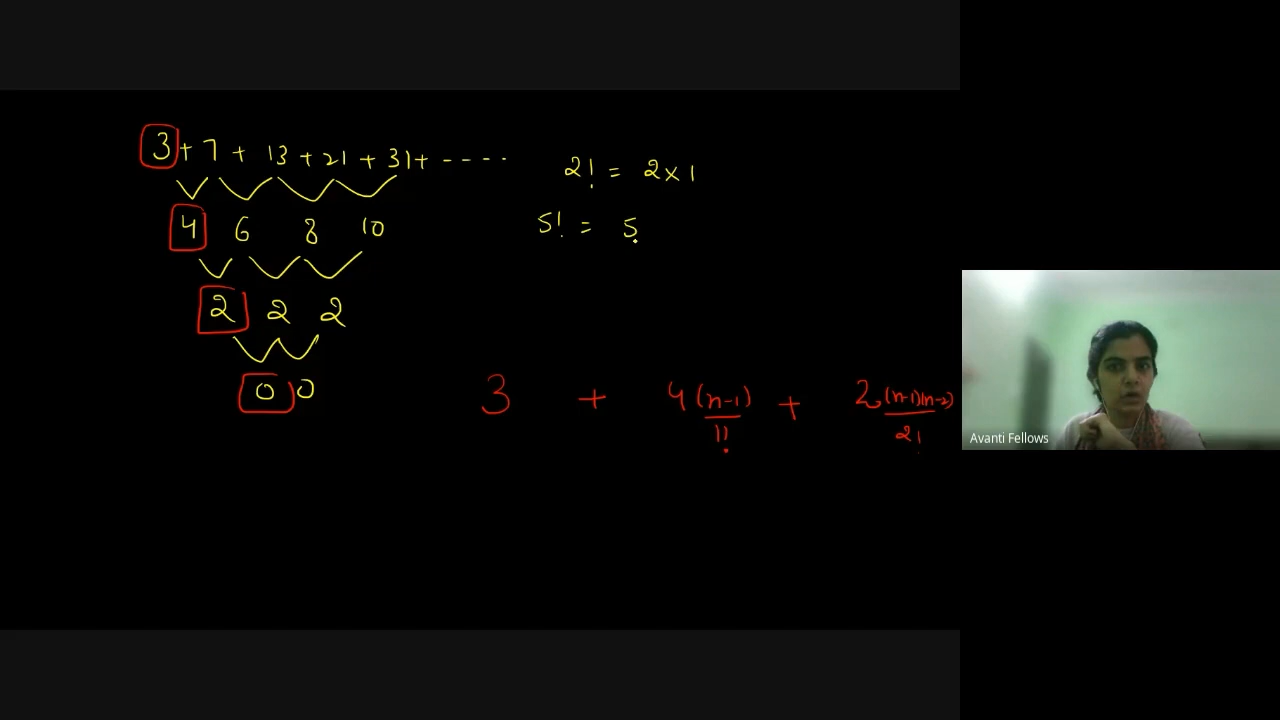 3 + 7 + 13 + 21 + 31 + - - - -
2! = 2 x 1
4 6 8 10
5! = 5
2 2 2
0 0
3 + 4(n-1)/1! + 2(n-1)(n-2)/2!
Avanti Fellows